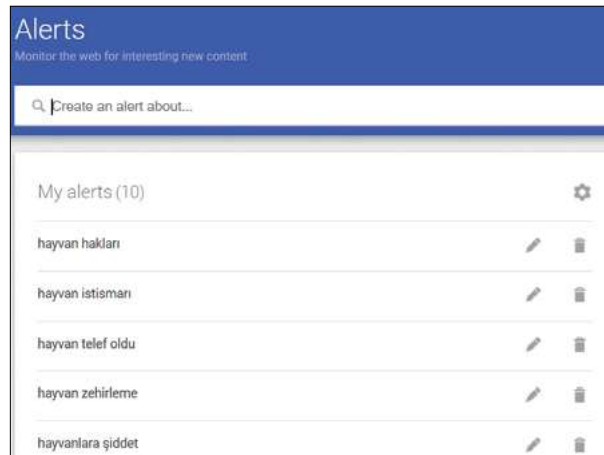 Alerts
Monitor the web for interesting new content
Create an alert about...
My alerts (10)
hayvan hakları
hayvan istismarı
hayvan telef oldu
hayvan zehirleme
hayvanlara şiddet